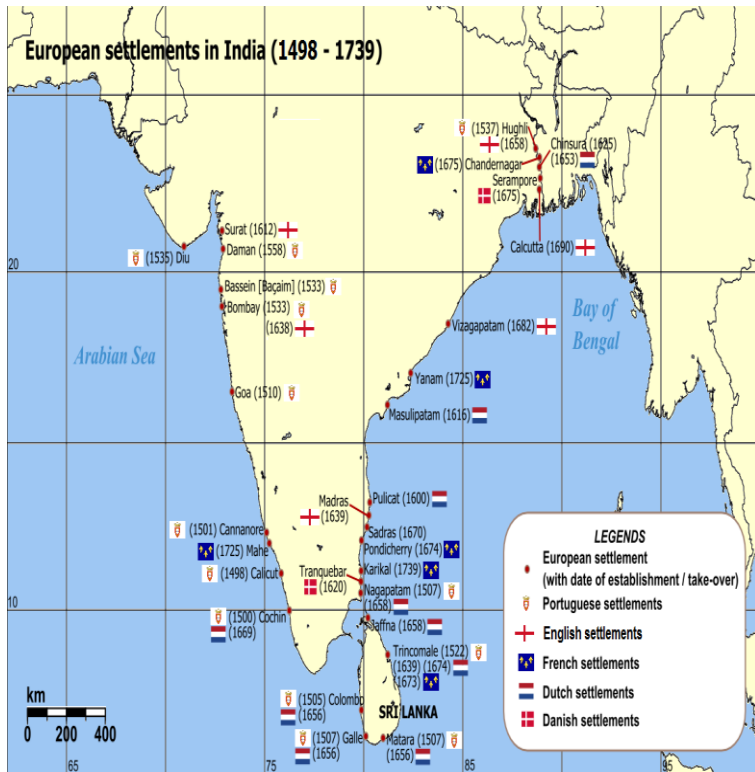 European settlements in India (1498 - 1739)
(1537) Hughli
(1658)
Chinsura (1625)
(1653)
(1675) Chandernagar
Serampore
(1675)
Calcutta (1690)
Surat (1612)
Daman (1558)
(1535) Diu
Bassein [Baçaim] (1533)
Bombay (1533)
(1638)
Vizagapatam (1682)
Bay of
Bengal
Arabian Sea
Yanam (1725)
Goa (1510)
Masulipatam (1616)
Madras
(1639)
Pulicat (1600)
Sadras (1670)
(1501) Cannanore
Pondicherry (1674)
(1725) Mahe
Karikal (1739)
(1498) Calicut
Tranquebar
(1620)
Nagapatam (1507)
(1658)
(1500) Cochin
(1669)
Jaffna (1658)
Trincomale (1522)
(1639) (1674)
(1673)
(1505) Colombo
(1656)
SRI LANKA
(1507) Galle
(1656)
Matara (1507)
(1656)
LEGENDS
European settlement
(with date of establishment / take-over)
Portuguese settlements
English settlements
French settlements
Dutch settlements
Danish settlements
km
0 200 400
20
10
65
75
85
95